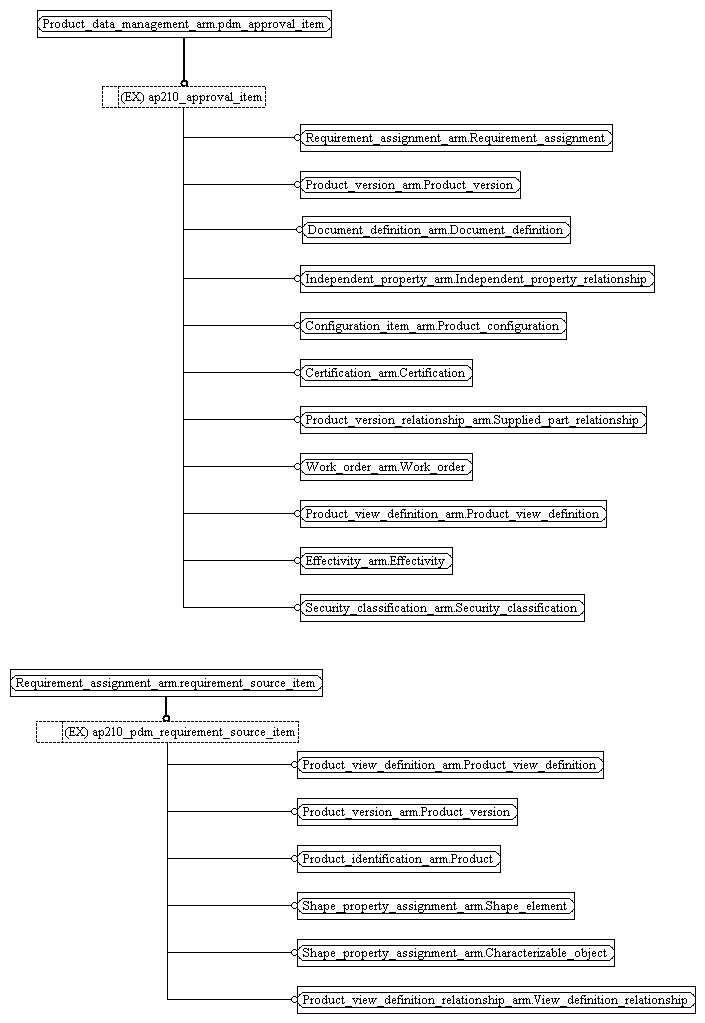 Product_data_management_arm.pdm_approval_item
(EX) ap210_approval_item
Requirement_assignment_arm.Requirement_assignment
Product_version_arm.Product_version
Document_definition_arm.Document_definition
Independent_property_arm.Independent_property_relationship
Configuration_item_arm.Product_configuration
Certification_arm.Certification
Product_version_relationship_arm.Supplied_part_relationship
Work_order_arm.Work_order
Product_view_definition_arm.Product_view_definition
Effectivity_arm.Effectivity
Security_classification_arm.Security_classification
Requirement_assignment_arm.requirement_source_item
(EX) ap210_pdm_requirement_source_item
Product_view_definition_arm.Product_view_definition
Product_version_arm.Product_version
Product_identification_arm.Product
Shape_property_assignment_arm.Shape_element
Shape_property_assignment_arm.Characterizable_object
Product_view_definition_relationship_arm.View_definition_relationship